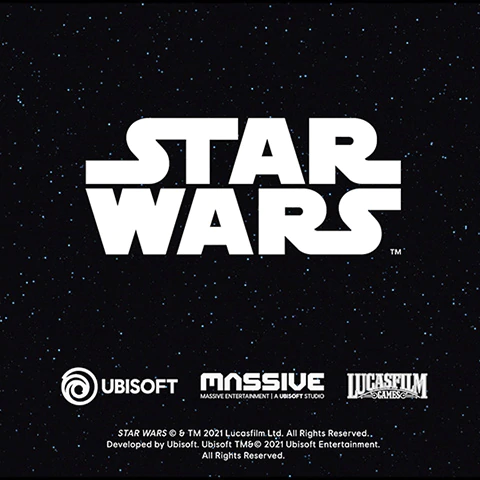 STAR
WARS
TM
UBISOFT
MASSIVE
MASSIVE ENTERTAINMENT | A UBISOFT STUDIO
LUCASFILM
GAMES
STAR WARS © & TM 2021 Lucasfilm Ltd. All Rights Reserved.
Developed by Ubisoft. Ubisoft TM&© 2021 Ubisoft Entertainment.
All Rights Reserved.